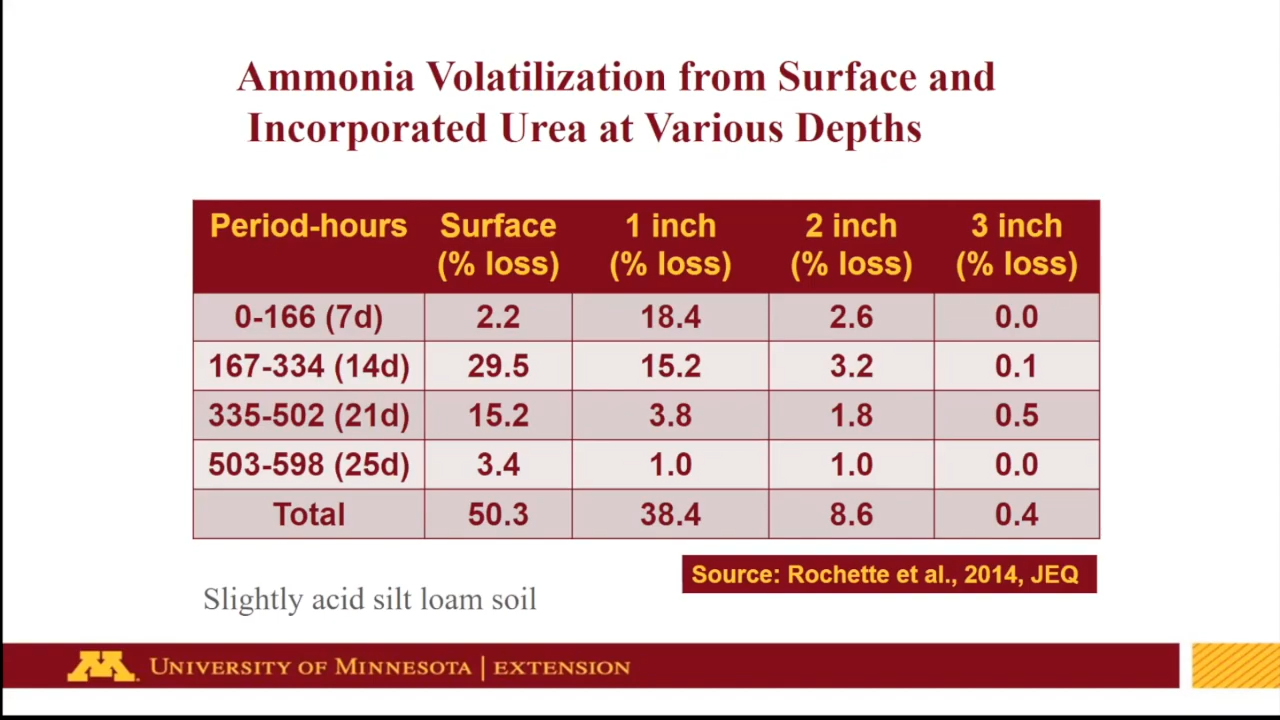 Ammonia Volatilization from Surface and
Incorporated Urea at Various Depths
Period-hours Surface (% loss) 1 inch (% loss) 2 inch (% loss) 3 inch (% loss)
0-166 (7d) 2.2 18.4 2.6 0.0
167-334 (14d) 29.5 15.2 3.2 0.1
335-502 (21d) 15.2 3.8 1.8 0.5
503-598 (25d) 3.4 1.0 1.0 0.0
Total 50.3 38.4 8.6 0.4
Source: Rochette et al., 2014, JEQ
Slightly acid silt loam soil
M UNIVERSITY OF MINNESOTA | EXTENSION